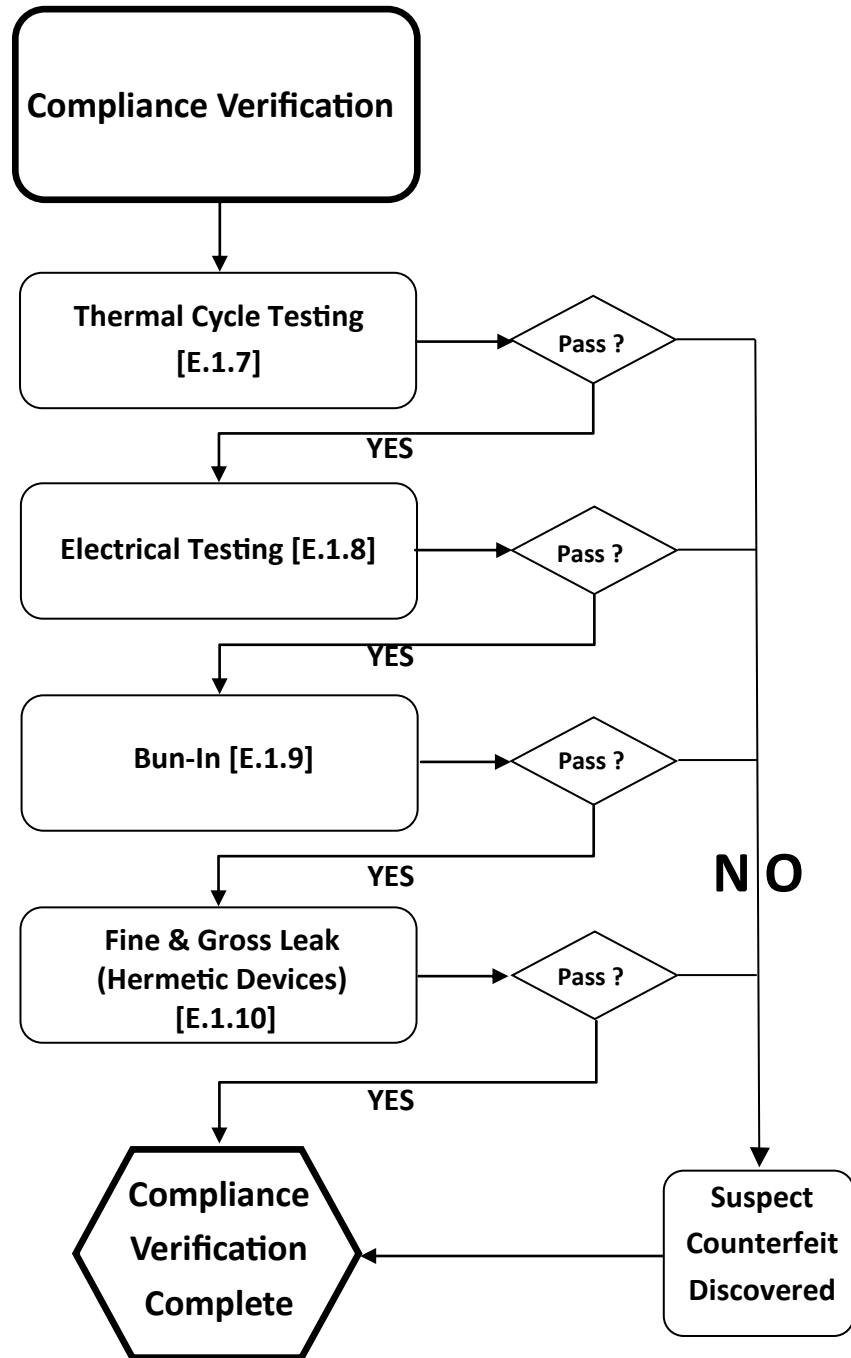 Compliance Verification
Thermal Cycle Testing
[E.1.7]
Pass ?
YES
Electrical Testing [E.1.8]
Pass ?
YES
Bun-In [E.1.9]
Pass ?
YES
N O
Fine & Gross Leak
(Hermetic Devices)
[E.1.10]
Pass ?
YES
Compliance
Verification
Complete
Suspect
Counterfeit
Discovered